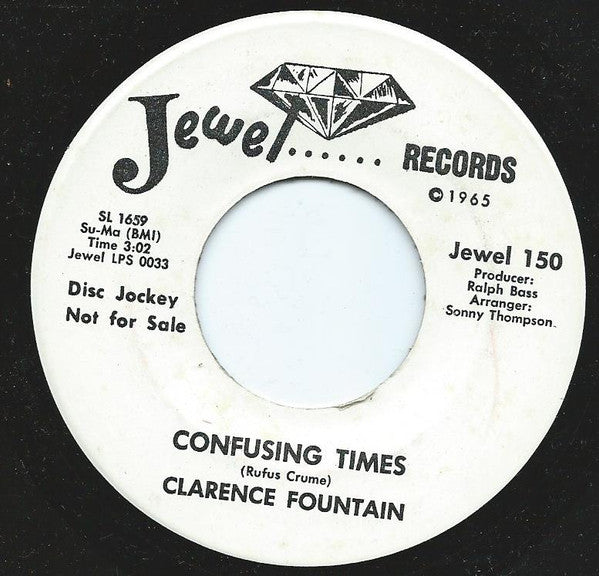 Jewel...... RECORDS
©1965
SL 1659
Su-Ma (BMI)
Time 3:02
Jewel LPS 0033
Disc Jockey
Not for Sale
Jewel 150
Producer:
Ralph Bass
Arranger:
Sonny Thompson
CONFUSING TIMES
(Rufus Crume)
CLARENCE FOUNTAIN